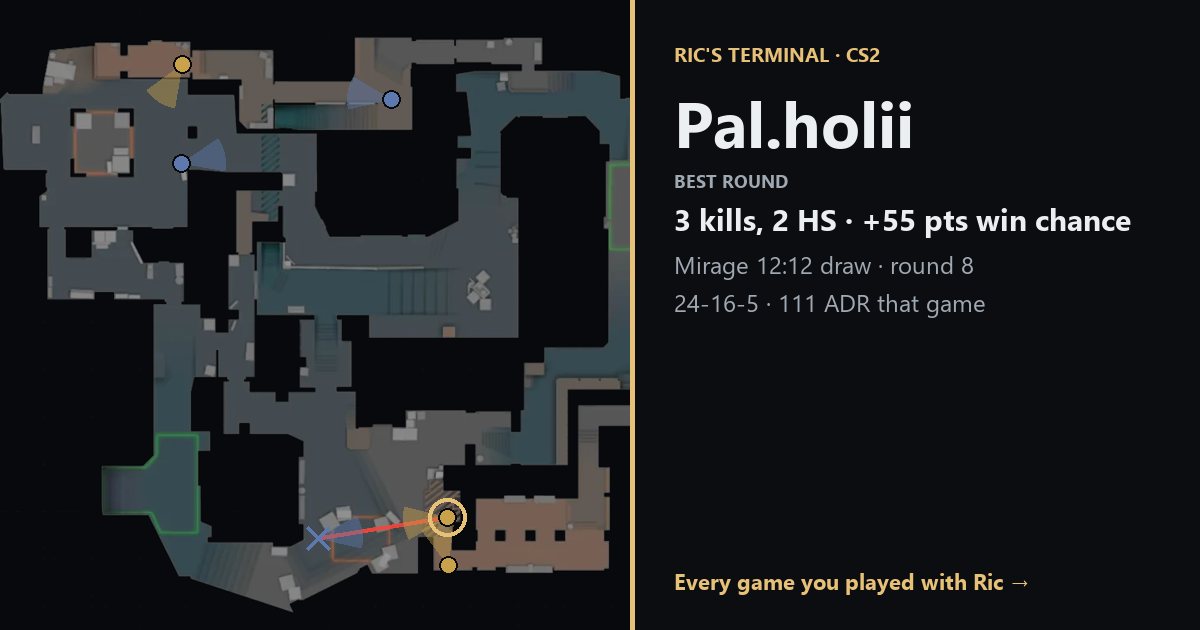 RIC'S TERMINAL · CS2
Pal.holii
BEST ROUND
3 kills, 2 HS · +55 pts win chance
Mirage 12:12 draw · round 8
24-16-5 · 111 ADR that game
Every game you played with Ric →